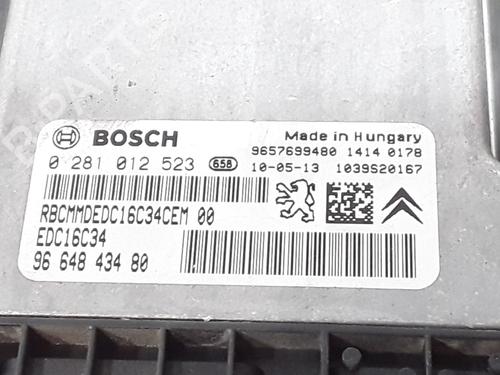 BOSCH
Made in Hungary
9657699480 1414 0178
0 281 012 523 658 10-05-13 1039S20167
RBCMMDEDC16C34CEM 00
EDC16C34
96 648 434 80